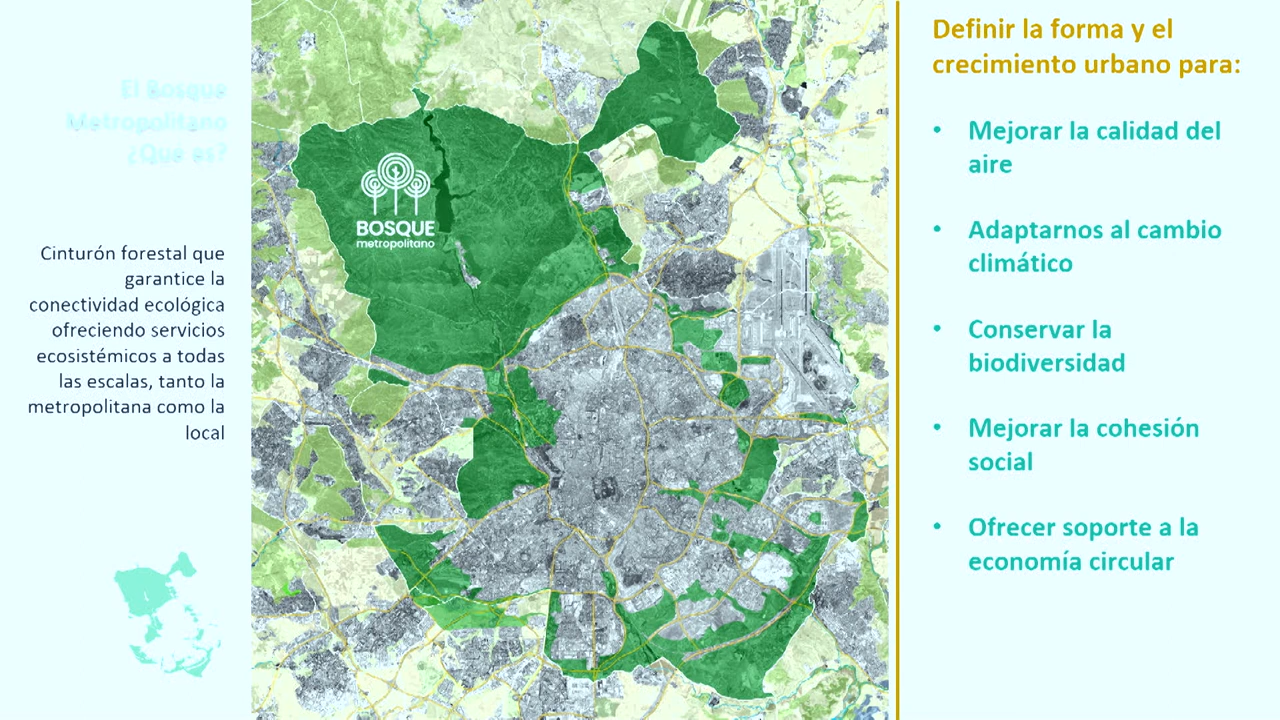 El Bosque
Metropolitano
¿Que es?
Cinturón forestal que
garantice la
conectividad ecológica
ofreciendo servicios
ecosistémicos a todas
las escalas, tanto la
metropolitana como la
local
BOSQUE
metropolitano
Definir la forma y el
crecimiento urbano para:
• Mejorar la calidad del
aire
• Adaptarnos al cambio
climático
• Conservar la
biodiversidad
• Mejorar la cohesión
social
• Ofrecer soporte a la
economía circular